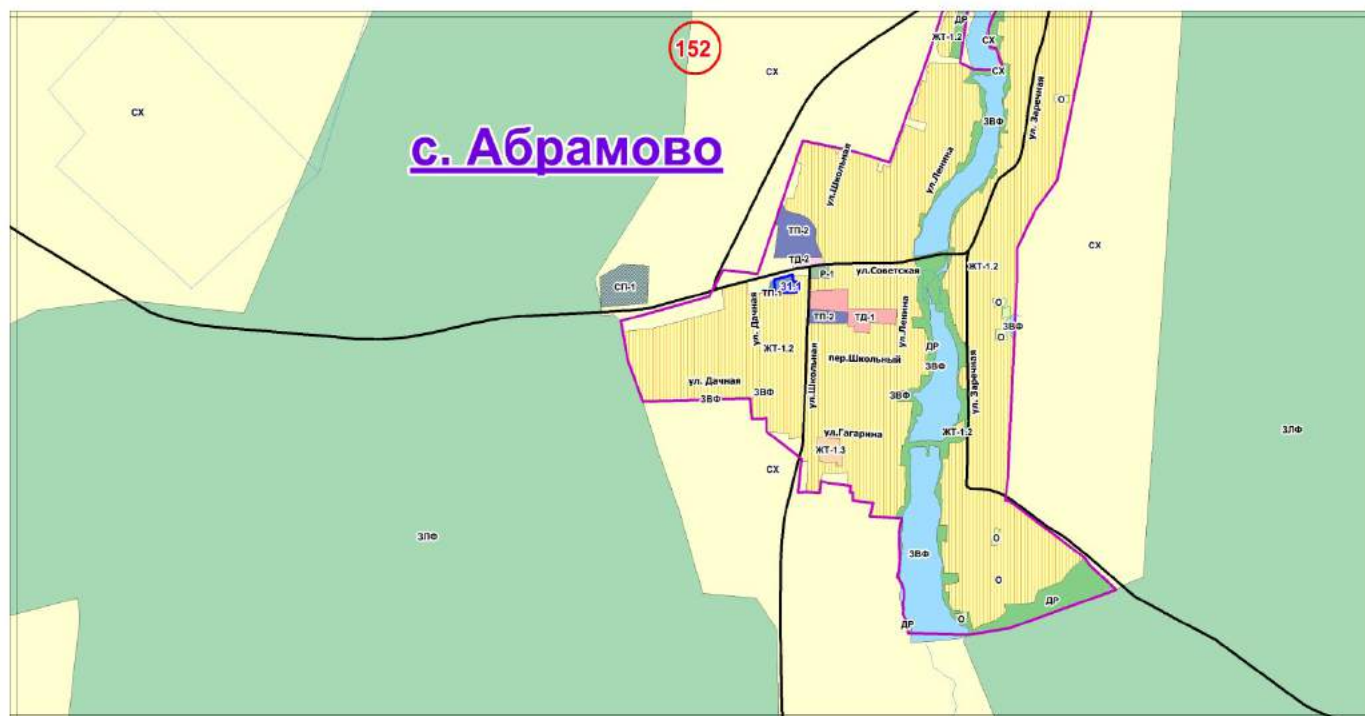 ДР
152
ЖТ-1.2
СХ
СХ
СХ
О
СХ
ЗВФ
ул. Заречная
с. Абрамово
ул.Школьная
ул.Ленина
ТП-2
СХ
ТД-2
ул.Советская
ЖТ-1.2
Р-1
СП-1
ТП-1
О
ТП-2
ТД-1
ул.Ленина
ЗВФ
ул. Дачная
О
ЖТ-1.2
ДР
пер.Школьный
ЗВФ
ул. Дачная
ул.Школьная
ул. Заречная
ЗВФ
ЗВФ
ЗВФ
ЗЛФ
ул.Гагарина
ЖТ-1.2
ЖТ-1.3
СХ
ЗЛФ
О
ЗВФ
О
ДР
О
ДР